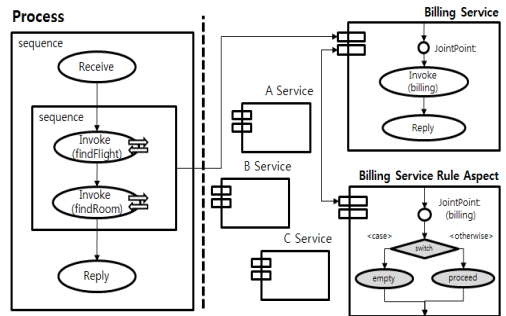 Process
sequence
Receive
sequence
Invoke
(findFlight)
Invoke
(findRoom)
Reply
A Service
B Service
C Service
Billing Service
JointPoint:
Invoke
(billing)
Reply
Billing Service Rule Aspect
JointPoint:
(billing)
<case>
<otherwise>
switch
empty
proceed